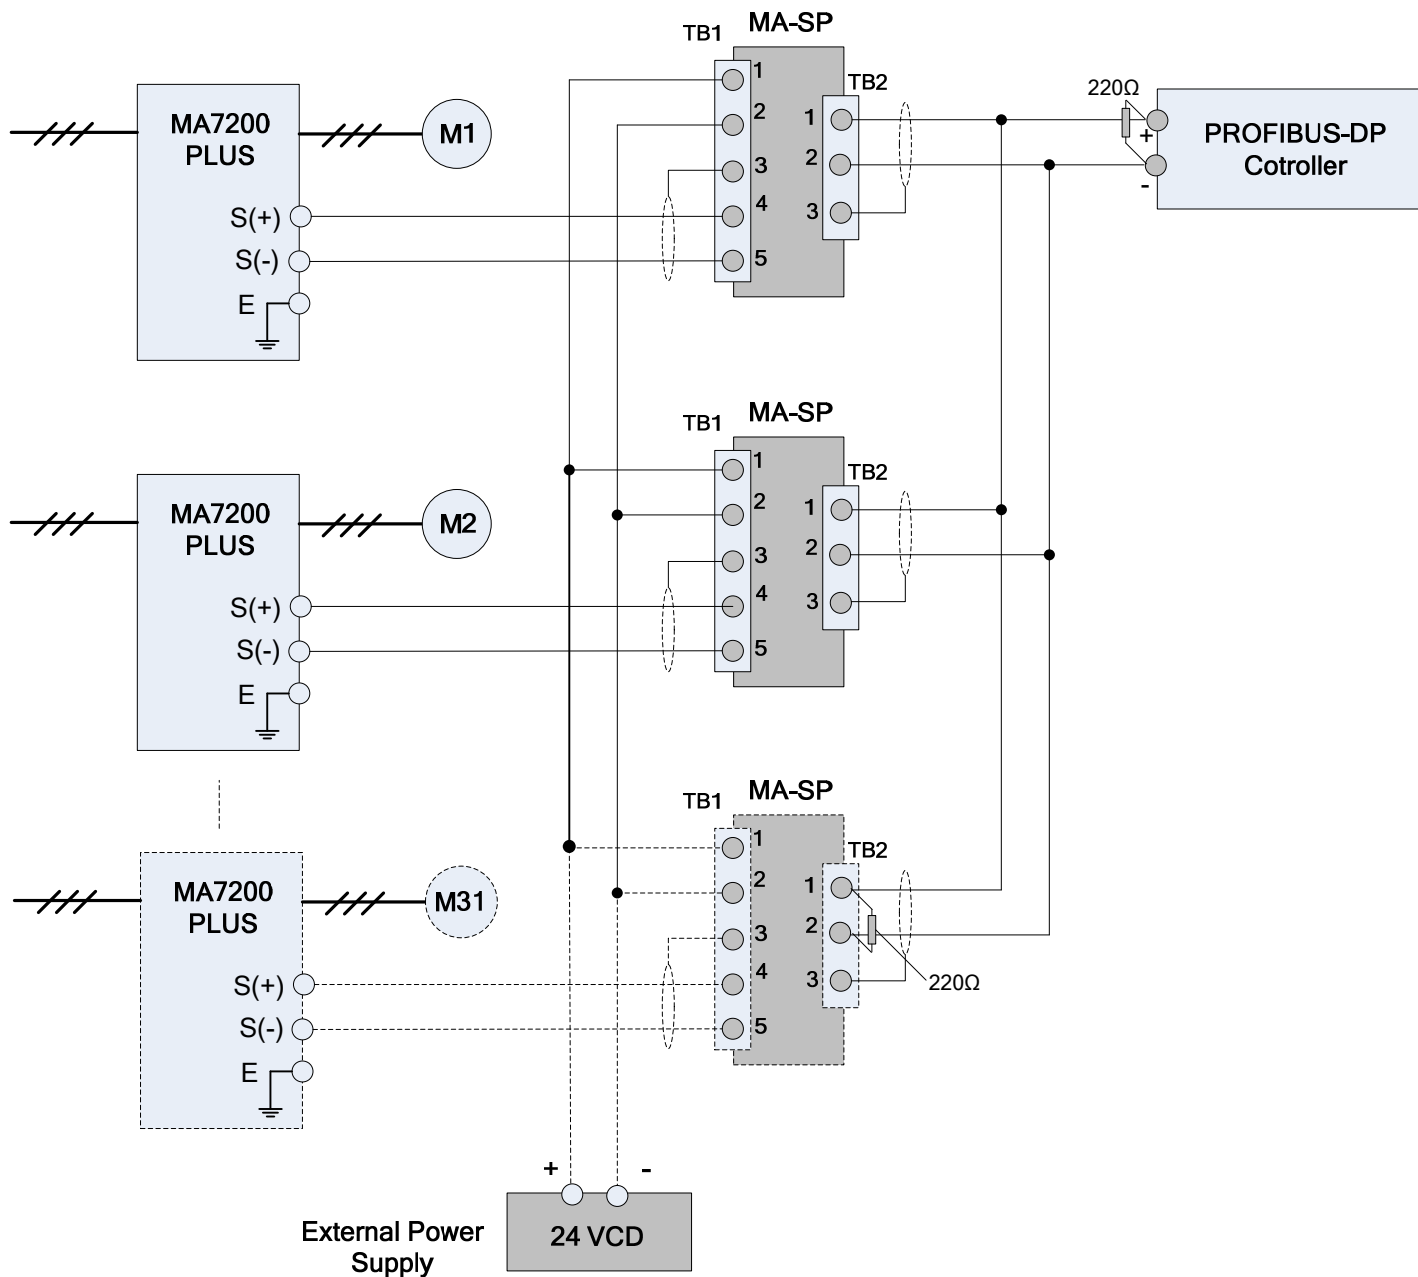 MA-SP
TB1
1
TB2
2
1
3
2
4
3
5
220Ω
+
-
PROFIBUS-DP
Cotroller
MA7200
PLUS
M1
S(+)
S(-)
E
MA-SP
TB1
1
TB2
2
1
3
2
4
3
5
MA7200
PLUS
M2
S(+)
S(-)
E
MA-SP
TB1
1
TB2
2
1
3
2
4
3
5
220Ω
MA7200
PLUS
M31
S(+)
S(-)
E
+
-
External Power
Supply
24 VCD